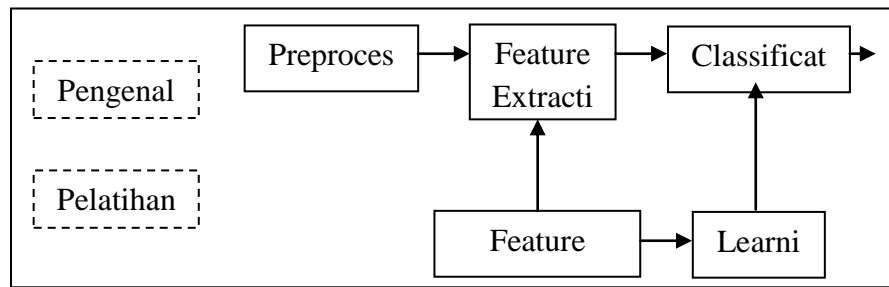 Preproces
Feature
Extracti
Classificat
Pengenal
Pelatihan
Feature
Learni